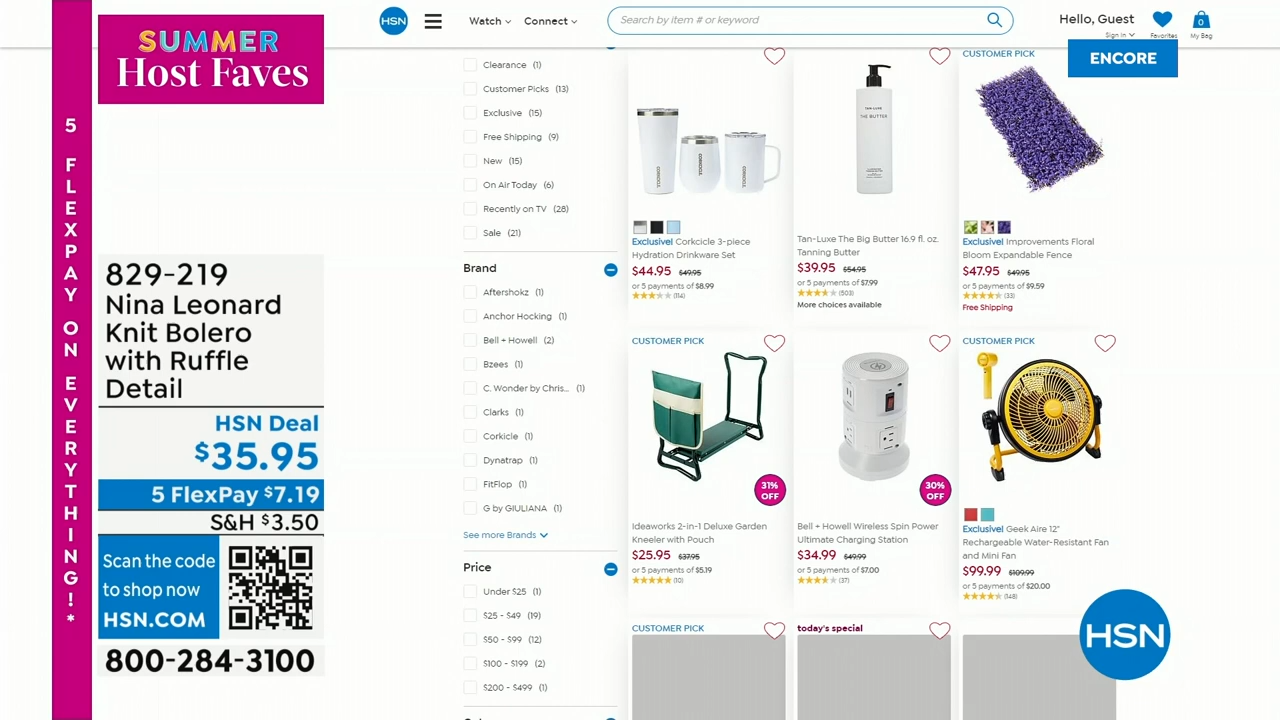 SUMMER
Host Faves
5 FLEXPAY ON EVERYTHING!*
829-219
Nina Leonard
Knit Bolero
with Ruffle
Detail
HSN Deal
$35.95
5 FlexPay $7.19
S&H $3.50
Scan the code
to shop now
HSN.COM
800-284-3100
HSN
Watch
Connect
Search by item # or keyword
Hello, Guest
Sign In
Favorites
0
My Bag
ENCORE
Clearance (1)
Customer Picks (13)
Exclusive (15)
Free Shipping (9)
New (15)
On Air Today (6)
Recently on TV (28)
Sale (21)
Brand
Aftershokz (1)
Anchor Hocking (1)
Bell + Howell (2)
Bzees (1)
C. Wonder by Chris... (1)
Clarks (1)
Corkcicle (1)
Dynatrap (1)
FitFlop (1)
G by GIULIANA (1)
See more Brands
Price
Under $25 (1)
$25 - $49 (19)
$50 - $99 (12)
$100 - $199 (2)
$200 - $499 (1)
CORKCICLE
CORKCICLE
CORKCICLE
Exclusive! Corkcicle 3-piece
Hydration Drinkware Set
$44.95 $49.95
or 5 payments of $8.99
(114)
TAN-LUXE
THE BUTTER
Tan-Luxe The Big Butter 16.9 fl. oz.
Tanning Butter
$39.95 $54.95
or 5 payments of $7.99
(503)
More choices available
CUSTOMER PICK
Exclusive! Improvements Floral
Bloom Expandable Fence
$47.95 $49.95
or 5 payments of $9.59
(33)
Free Shipping
CUSTOMER PICK
31%
OFF
Ideaworks 2-in-1 Deluxe Garden
Kneeler with Pouch
$25.95 $37.95
or 5 payments of $5.19
(10)
30%
OFF
Bell + Howell Wireless Spin Power
Ultimate Charging Station
$34.99 $49.99
or 5 payments of $7.00
(37)
CUSTOMER PICK
Exclusive! Geek Aire 12"
Rechargeable Water-Resistant Fan
and Mini Fan
$99.99 $109.99
or 5 payments of $20.00
(148)
CUSTOMER PICK
today's special
HSN